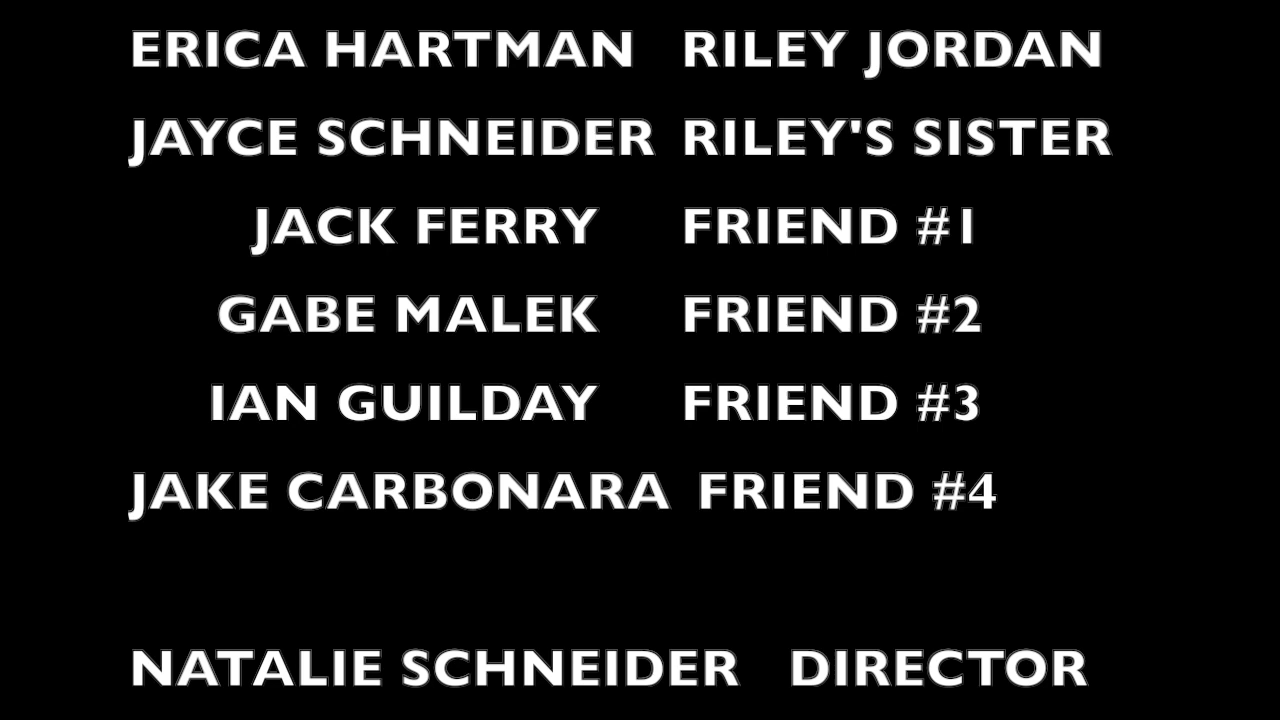 ERICA HARTMAN RILEY JORDAN
JAYCE SCHNEIDER RILEY'S SISTER
JACK FERRY FRIEND #1
GABE MALEK FRIEND #2
IAN GUILDAY FRIEND #3
JAKE CARBONARA FRIEND #4
NATALIE SCHNEIDER DIRECTOR